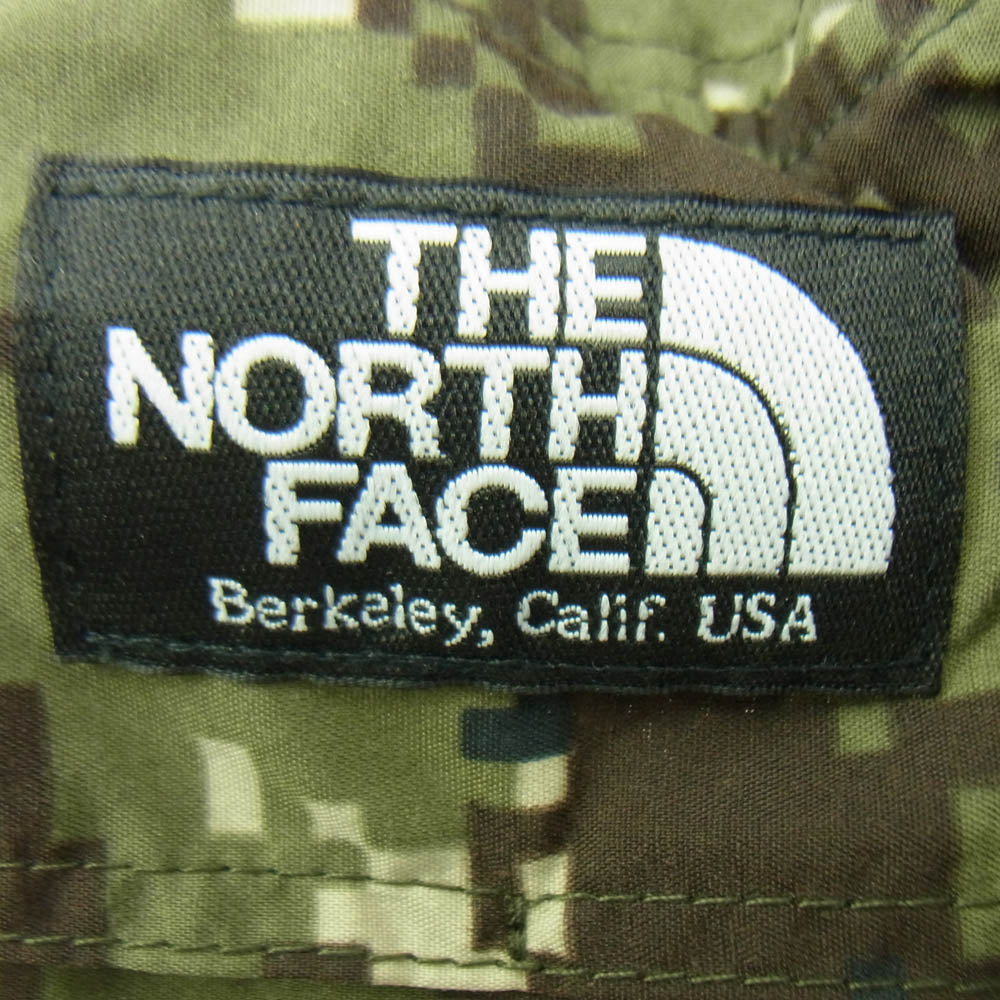 THE
NORTH
FACE
Berkeley, Calif. USA